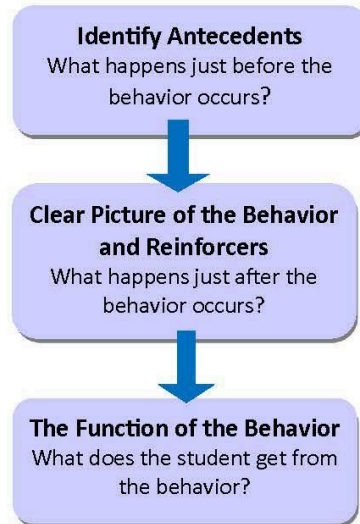 Identify Antecedents
What happens just before the
behavior occurs?
Clear Picture of the Behavior
and Reinforcers
What happens just after the
behavior occurs?
The Function of the Behavior
What does the student get from
the behavior?